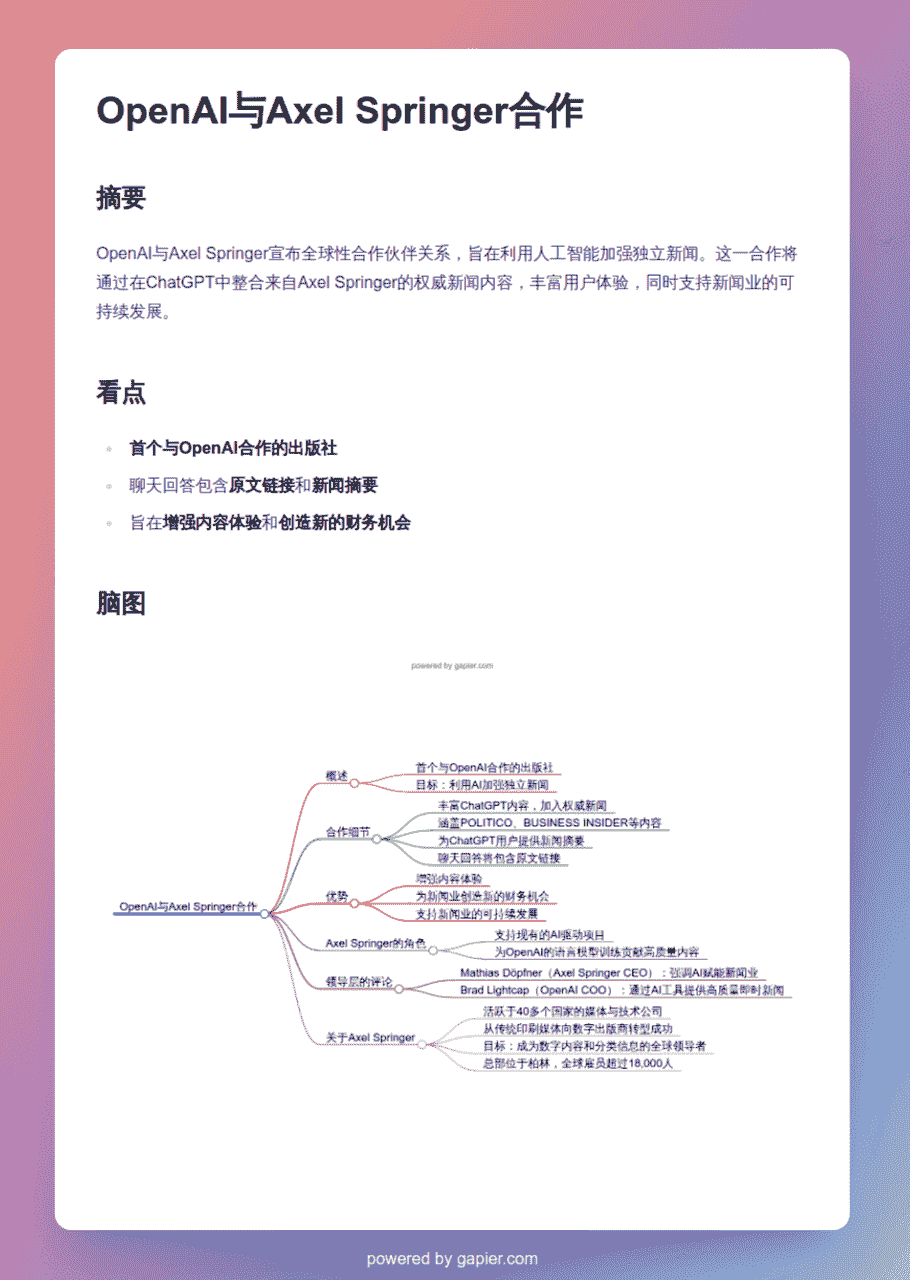 OpenAI与Axel Springer合作
摘要
OpenAI与Axel Springer宣布全球性合作伙伴关系，旨在利用人工智能加强独立新闻。这一合作将
通过在ChatGPT中整合来自Axel Springer的权威新闻内容，丰富用户体验，同时支持新闻业的可
持续发展。
看点
首个与OpenAI合作的出版社
聊天回答包含原文链接和新闻摘要
旨在增强内容体验和创造新的财务机会
脑图
powered by gapier.com
OpenAI与Axel Springer合作
概述
首个与OpenAI合作的出版社
目标：利用AI加强独立新闻
合作细节
丰富ChatGPT内容，加入权威新闻
涵盖POLITICO、BUSINESS INSIDER等内容
为ChatGPT用户提供新闻摘要
聊天回答将包含原文链接
优势
增强内容体验
为新闻业创造新的财务机会
支持新闻业的可持续发展
Axel Springer的角色
支持现有的AI驱动项目
为OpenAI的语言模型训练贡献高质量内容
领导层的评论
Mathias Döpfner（Axel Springer CEO）：强调AI赋能新闻业
Brad Lightcap（OpenAI COO）：通过AI工具提供高质量即时新闻
关于Axel Springer
活跃于40多个国家的媒体与技术公司
从传统印刷媒体向数字出版商转型成功
目标：成为数字内容和分类信息的全球领导者
总部位于柏林，全球雇员超过18,000人
powered by gapier.com